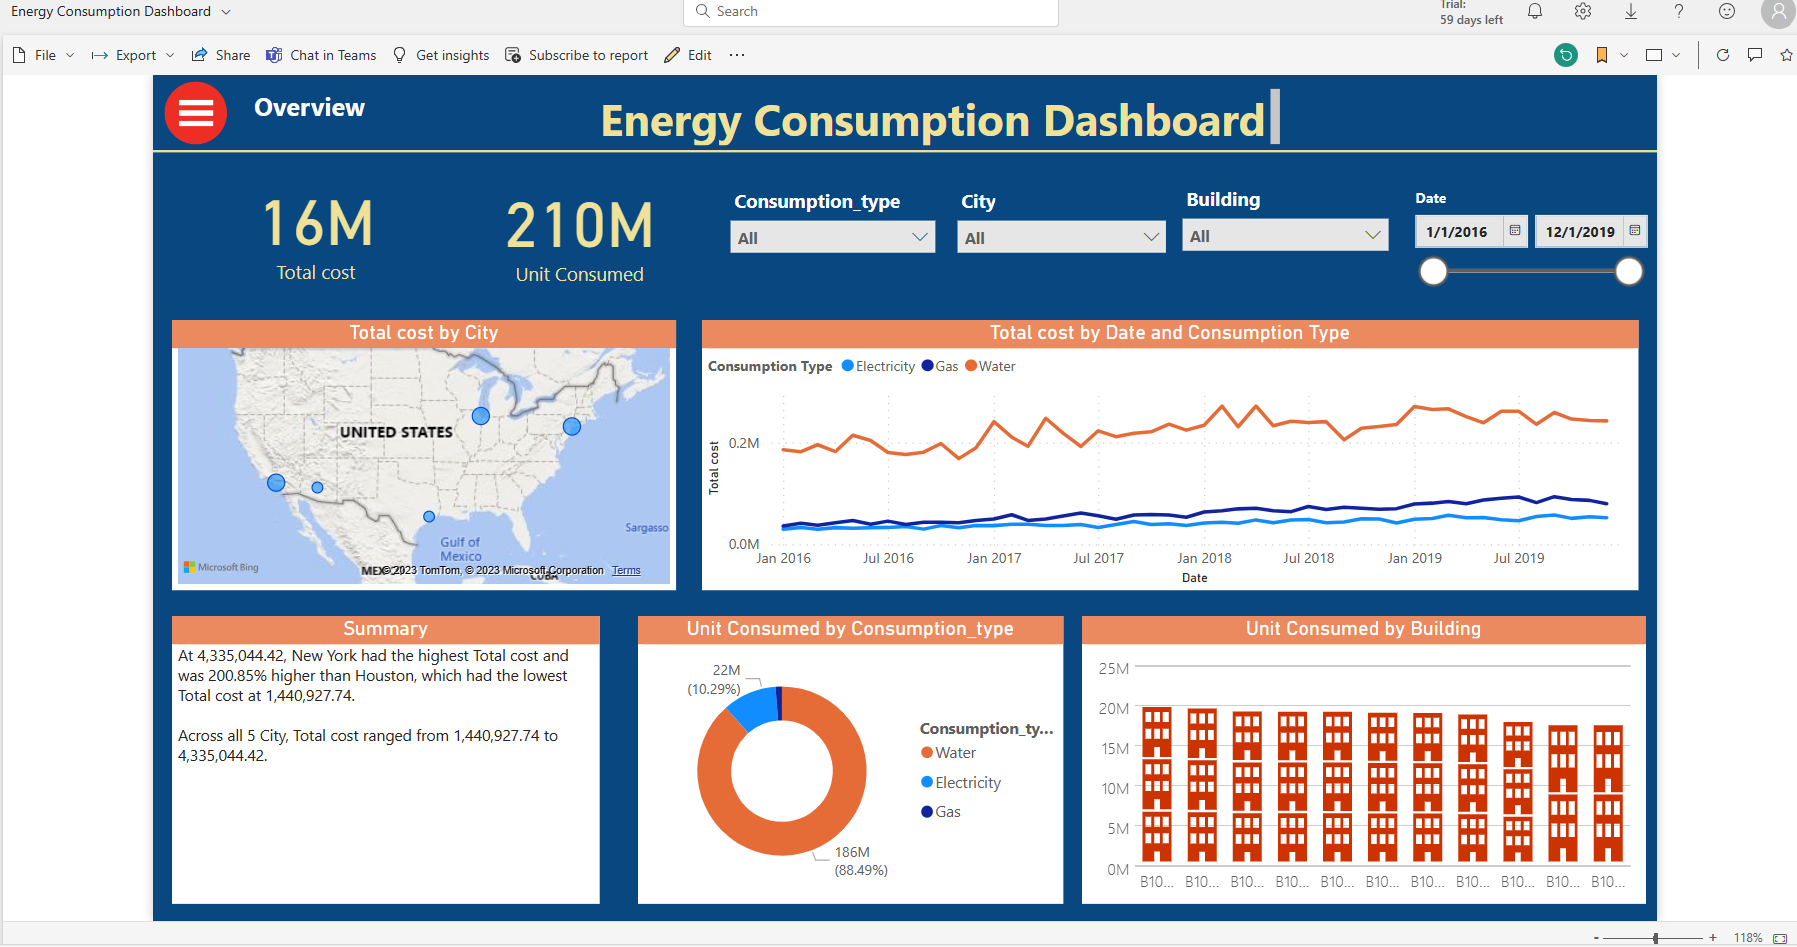 Energy Consumption Dashboard
Search
Trial:
59 days left
File
Export
Share
Chat in Teams
Get insights
Subscribe to report
Edit
Overview
Energy Consumption Dashboard
16M
Total cost
210M
Unit Consumed
Consumption_type
All
City
All
Building
All
Date
1/1/2016
12/1/2019
Total cost by City
UNITED STATES
Sargasso
Gulf of
Mexico
Microsoft Bing
© 2023 TomTom, © 2023 Microsoft Corporation Terms
CUBA
Total cost by Date and Consumption Type
Consumption Type Electricity Gas Water
Total cost
0.2M
0.0M
Jan 2016 Jul 2016 Jan 2017 Jul 2017 Jan 2018 Jul 2018 Jan 2019 Jul 2019
Date
Summary
At 4,335,044.42, New York had the highest Total cost and
was 200.85% higher than Houston, which had the lowest
Total cost at 1,440,927.74.
Across all 5 City, Total cost ranged from 1,440,927.74 to
4,335,044.42.
Unit Consumed by Consumption_type
22M
(10.29%)
186M
(88.49%)
Consumption_ty...
Water
Electricity
Gas
Unit Consumed by Building
25M
20M
15M
10M
5M
0M
B10... B10... B10... B10... B10... B10... B10... B10... B10... B10... B10...
118%